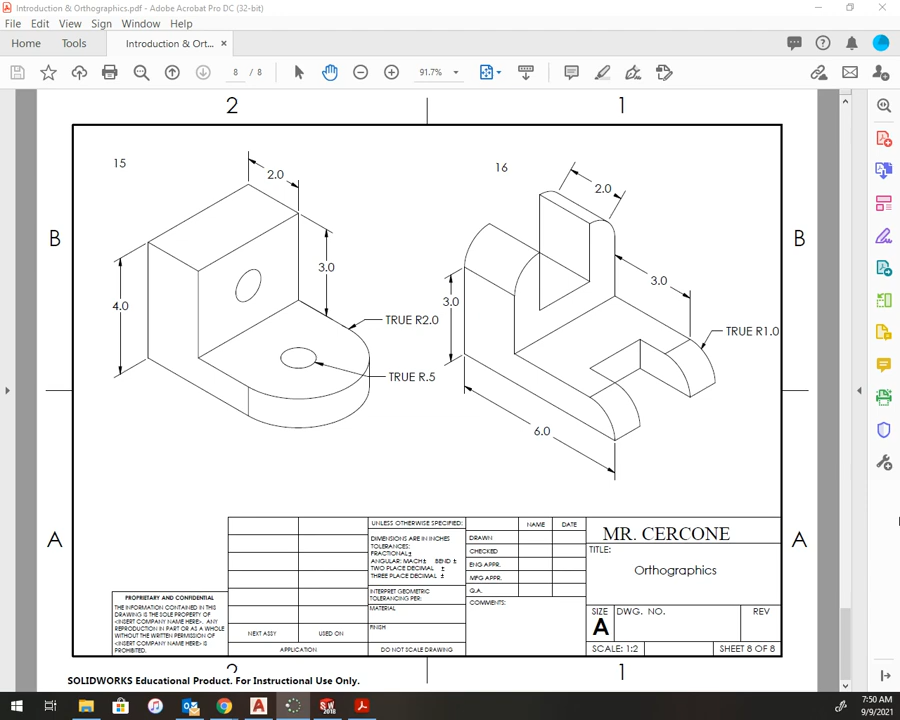 Introduction & Orthographics.pdf - Adobe Acrobat Pro DC (32-bit)
File Edit View Sign Window Help
Home Tools Introduction & Ort... ×
8 / 8 91.7%
2 1
15 16
2.0 2.0
B B
3.0 3.0
4.0 3.0
TRUE R2.0 TRUE R1.0
TRUE R.5
6.0
A A
UNLESS OTHERWISE SPECIFIED:
DIMENSIONS ARE IN INCHES
TOLERANCES:
FRACTIONAL±
ANGULAR: MACH± BEND ±
TWO PLACE DECIMAL ±
THREE PLACE DECIMAL ±
INTERPRET GEOMETRIC
TOLERANCING PER:
MATERIAL
FINISH
DO NOT SCALE DRAWING
NAME DATE
DRAWN
CHECKED
ENG APPR.
MFG APPR.
Q.A.
COMMENTS:
MR. CERCONE
TITLE:
Orthographics
SIZE DWG. NO. REV
A
SCALE: 1:2 SHEET 8 OF 8
PROPRIETARY AND CONFIDENTIAL
THE INFORMATION CONTAINED IN THIS
DRAWING IS THE SOLE PROPERTY OF
<INSERT COMPANY NAME HERE>. ANY
REPRODUCTION IN PART OR AS A WHOLE
WITHOUT THE WRITTEN PERMISSION OF
<INSERT COMPANY NAME HERE> IS
PROHIBITED.
NEXT ASSY USED ON
APPLICATION
2 1
SOLIDWORKS Educational Product. For Instructional Use Only.
7:50 AM
9/9/2021